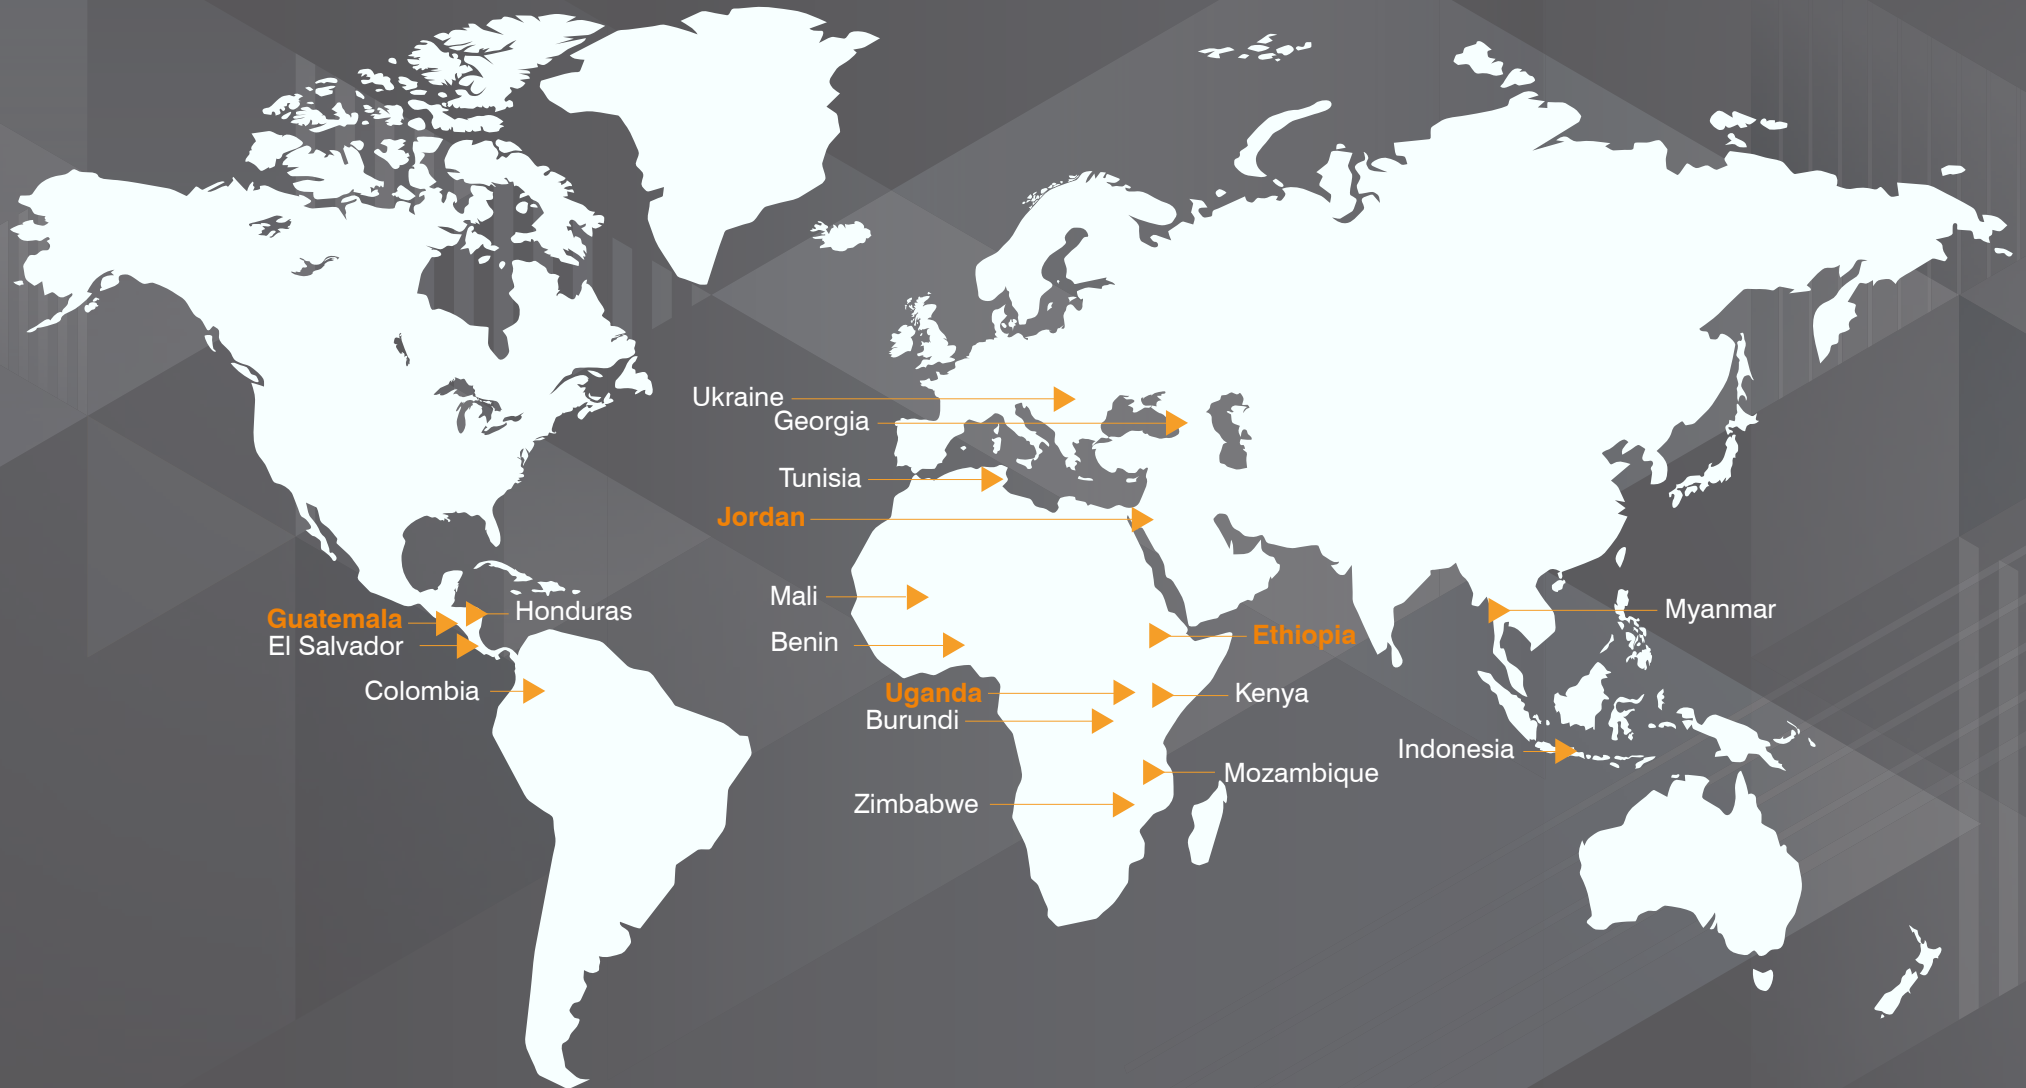 Ukraine
Georgia
Tunisia
Jordan
Mali
Guatemala
Honduras
Myanmar
El Salvador
Benin
Ethiopia
Colombia
Uganda
Kenya
Burundi
Indonesia
Mozambique
Zimbabwe